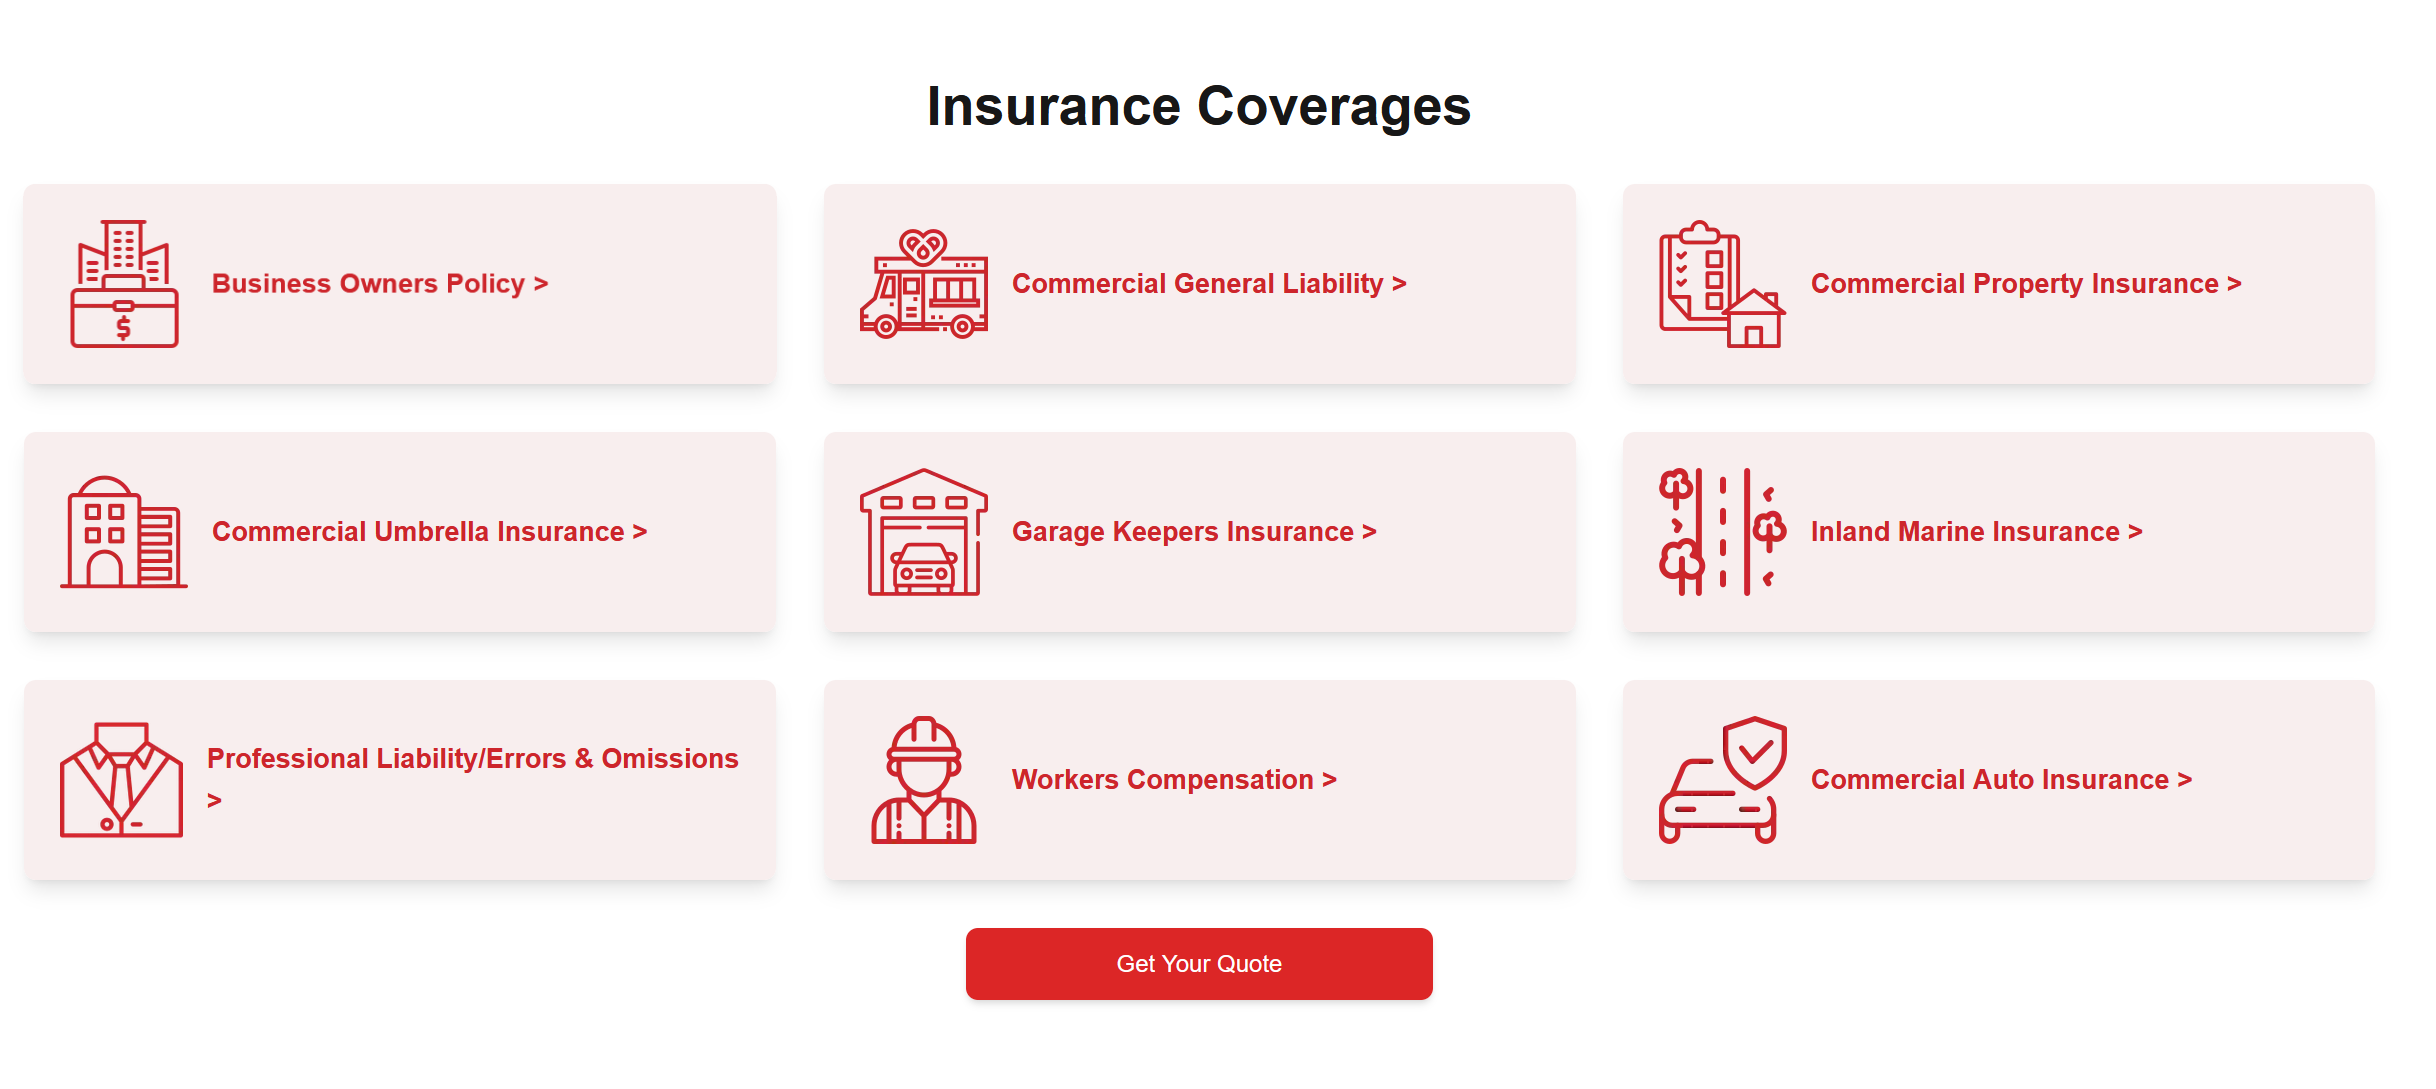 Insurance Coverages
Business Owners Policy >
Commercial General Liability >
Commercial Property Insurance >
$
Commercial Umbrella Insurance >
Garage Keepers Insurance >
Inland Marine Insurance >
Professional Liability/Errors & Omissions
>
Workers Compensation >
Commercial Auto Insurance >
Get Your Quote